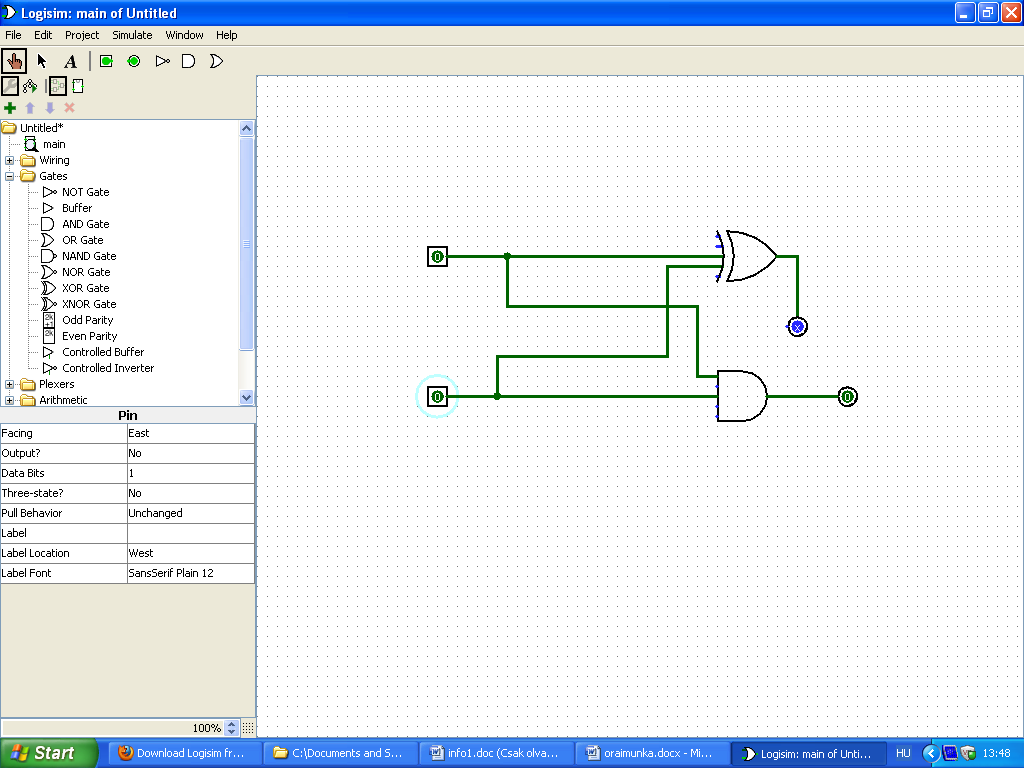 Logisim: main of Untitled
File Edit Project Simulate Window Help
A
Untitled*
main
Wiring
Gates
NOT Gate
Buffer
AND Gate
OR Gate
NAND Gate
NOR Gate
XOR Gate
XNOR Gate
Odd Parity
Even Parity
Controlled Buffer
Controlled Inverter
Plexers
Arithmetic
Pin
Facing East
Output? No
Data Bits 1
Three-state? No
Pull Behavior Unchanged
Label
Label Location West
Label Font SansSerif Plain 12
100%
0
x
0
0
Start Download Logisim fr... C:\Documents and S... info1.doc (Csak olva... oraimunka.docx - Mi... Logisim: main of Unti... HU 13:48